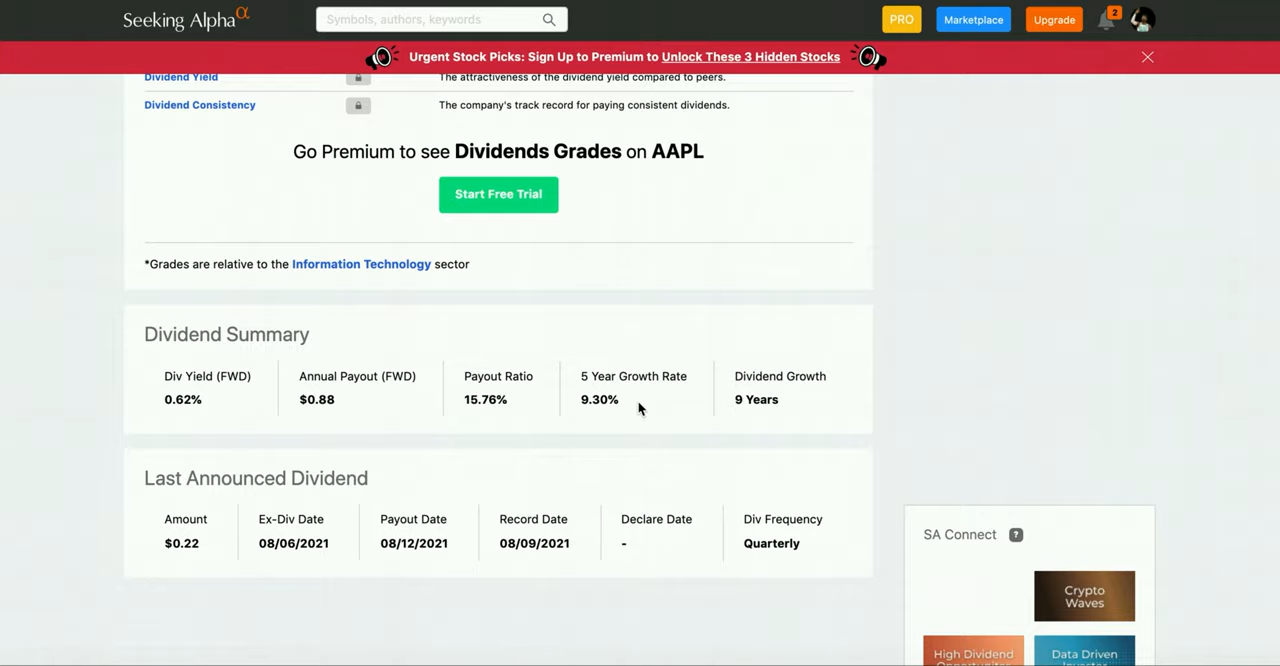 Seeking Alpha α
Symbols, authors, keywords
PRO
Marketplace
Upgrade
2
Urgent Stock Picks: Sign Up to Premium to Unlock These 3 Hidden Stocks
Dividend Yield The attractiveness of the dividend yield compared to peers.
Dividend Consistency The company's track record for paying consistent dividends.
Go Premium to see Dividends Grades on AAPL
Start Free Trial
*Grades are relative to the Information Technology sector
Dividend Summary
Div Yield (FWD) Annual Payout (FWD) Payout Ratio 5 Year Growth Rate Dividend Growth
0.62% $0.88 15.76% 9.30% 9 Years
Last Announced Dividend
Amount Ex-Div Date Payout Date Record Date Declare Date Div Frequency
$0.22 08/06/2021 08/12/2021 08/09/2021 - Quarterly
SA Connect ?
Crypto
Waves
High Dividend
Data Driven